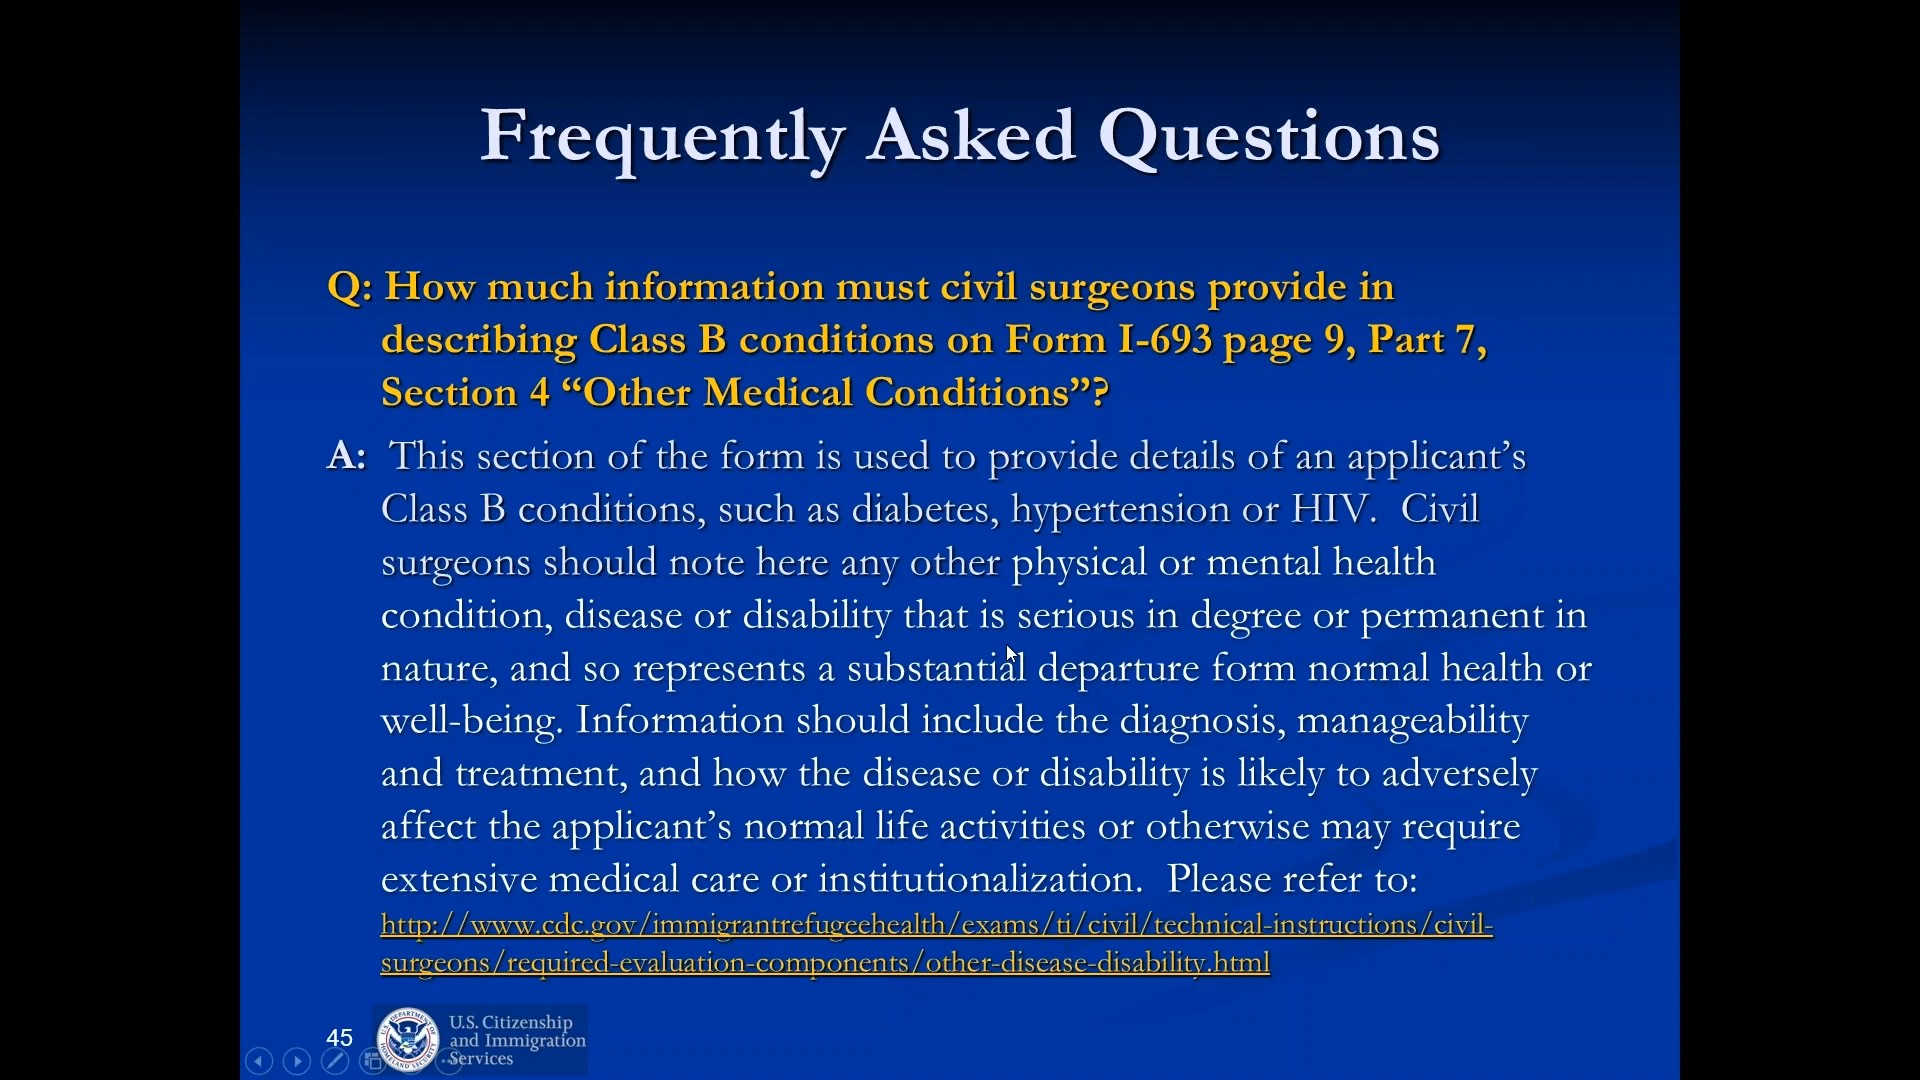 Frequently Asked Questions
Q: How much information must civil surgeons provide in
describing Class B conditions on Form I-693 page 9, Part 7,
Section 4 “Other Medical Conditions”?
A: This section of the form is used to provide details of an applicant’s
Class B conditions, such as diabetes, hypertension or HIV. Civil
surgeons should note here any other physical or mental health
condition, disease or disability that is serious in degree or permanent in
nature, and so represents a substantial departure form normal health or
well-being. Information should include the diagnosis, manageability
and treatment, and how the disease or disability is likely to adversely
affect the applicant’s normal life activities or otherwise may require
extensive medical care or institutionalization. Please refer to:
http://www.cdc.gov/immigrantrefugeehealth/exams/ti/civil/technical-instructions/civil-
surgeons/required-evaluation-components/other-disease-disability.html
45
U.S. Citizenship
and Immigration
Services
U.S. DEPARTMENT OF
HOMELAND SECURITY